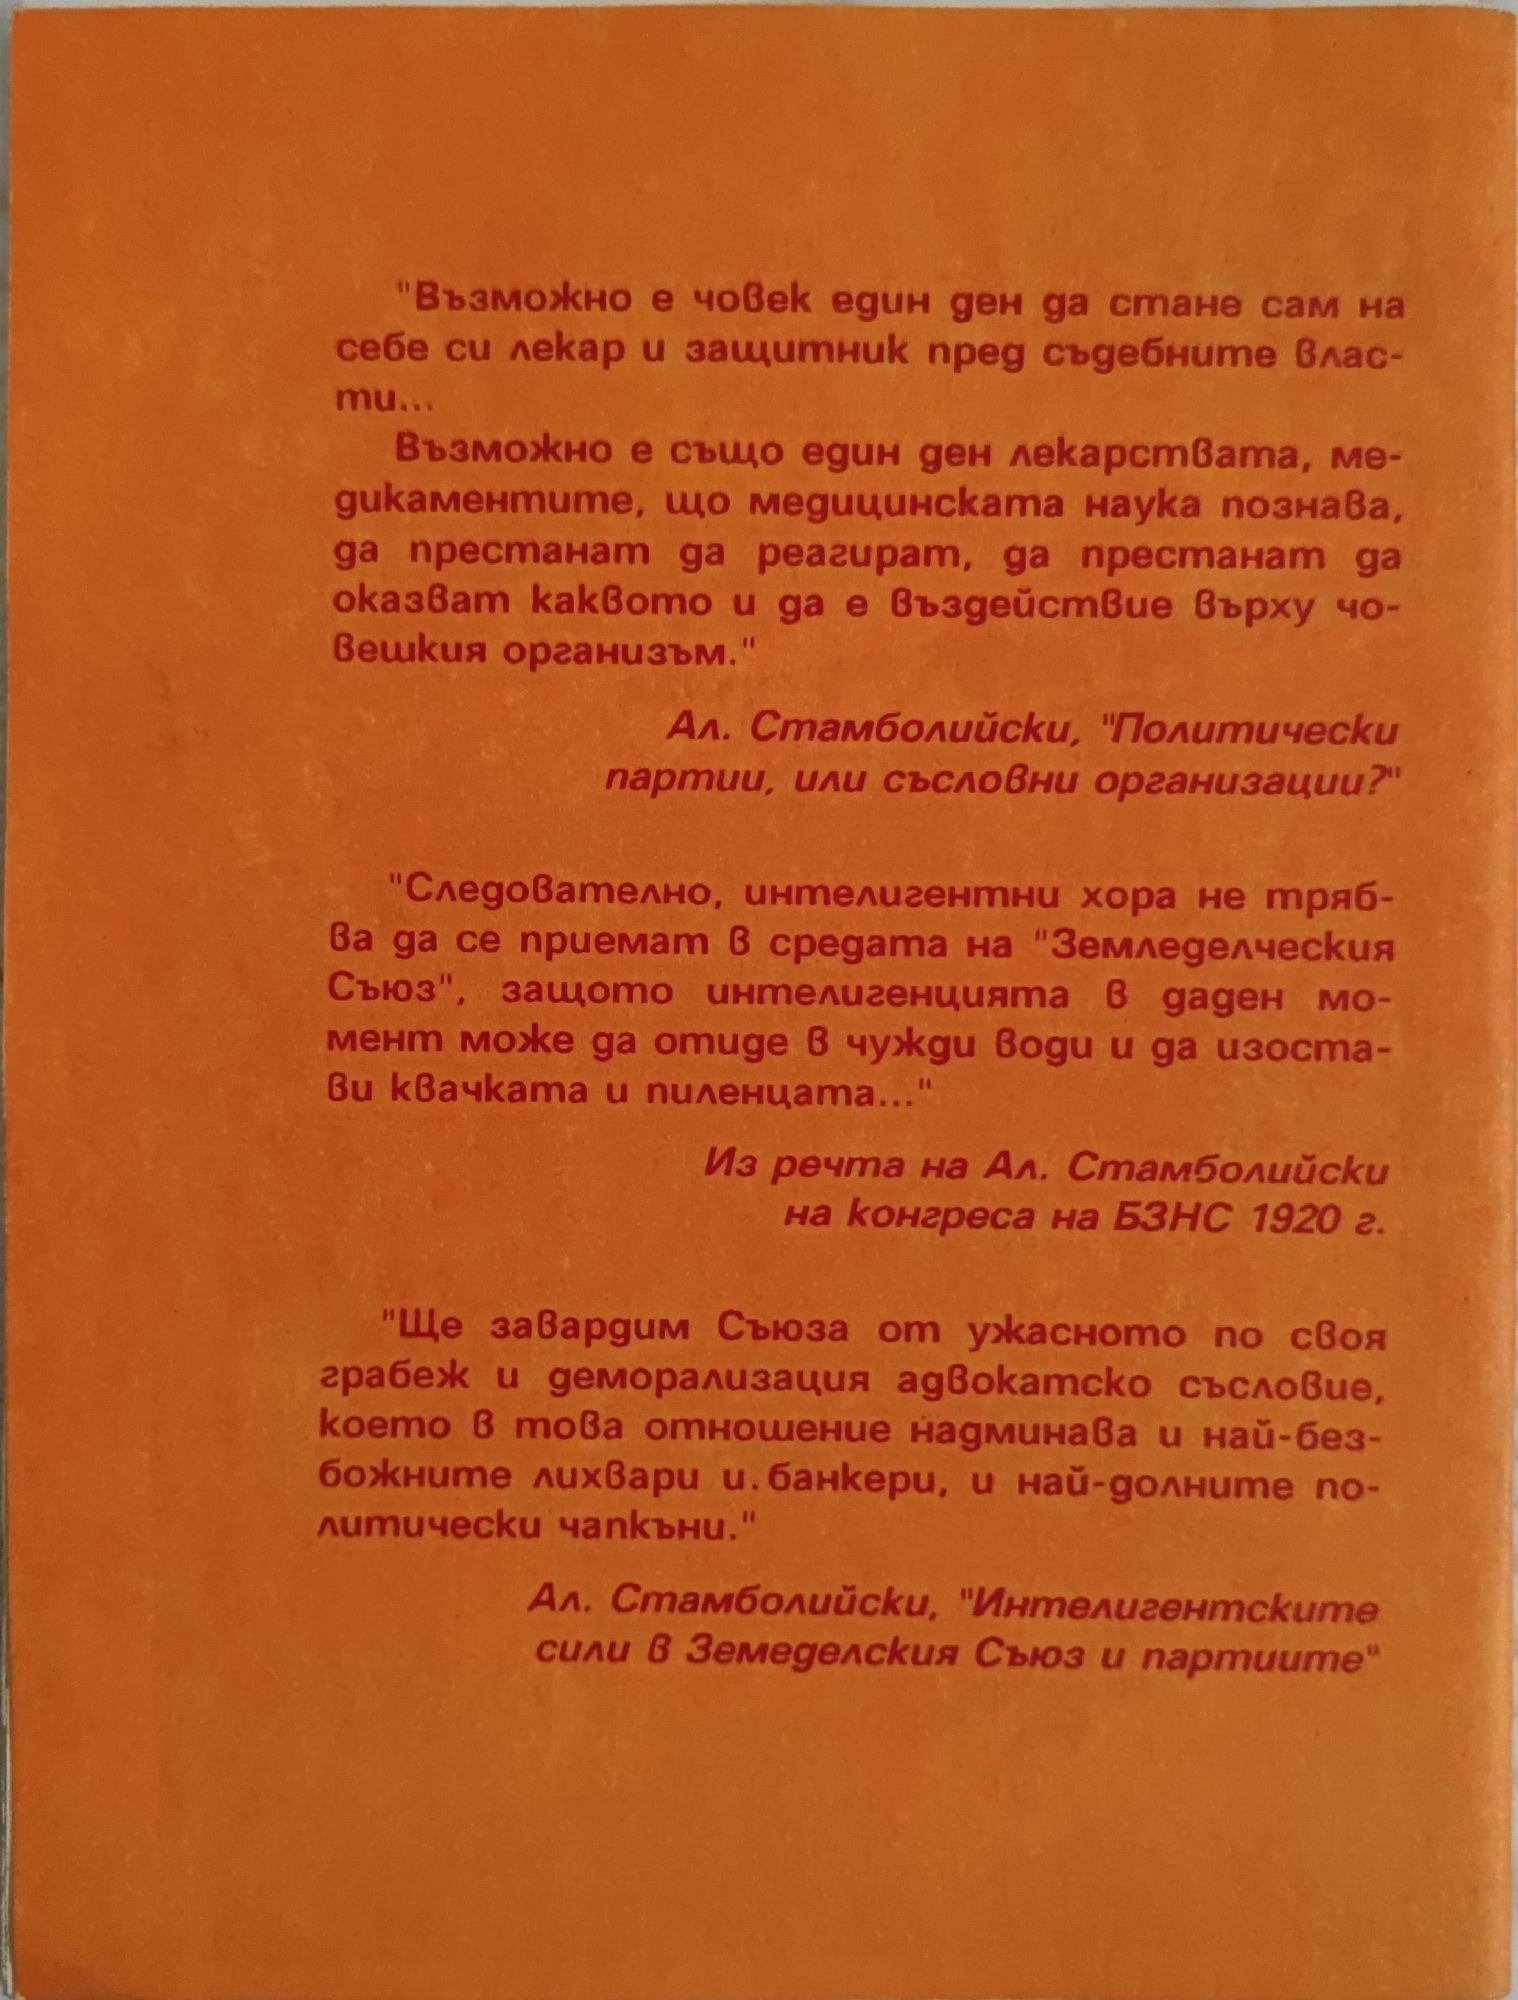 "Възможно е човек един ден да стане сам на
себе си лекар и защитник пред съдебните влас-
ти...
Възможно е също един ден лекарствата, ме-
дикаментите, що медицинската наука познава,
да престанат да реагират, да престанат да
оказват каквото и да е въздействие върху чо-
вешкия организъм."
Ал. Стамболийски, "Политически
партии, или съсловни организации?"
"Следователно, интелигентни хора не тряб-
ва да се приемат в средата на "Земледелческия
Съюз", защото интелигенцията в даден мо-
мент може да отиде в чужди води и да изоста-
ви квачката и пиленцата..."
Из речта на Ал. Стамболийски
на конгреса на БЗНС 1920 г.
"Ще завардим Съюза от ужасното по своя
грабеж и деморализация адвокатско съсловие,
което в това отношение надминава и най-без-
божните лихвари и.банкери, и най-долните по-
литически чапкъни."
Ал. Стамболийски, "Интелигентските
сили в Земеделския Съюз и партиите"